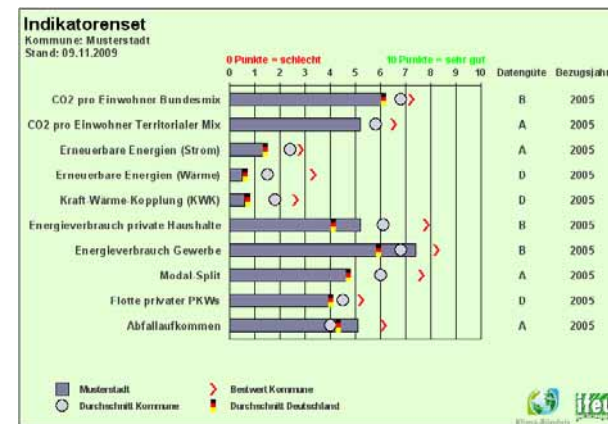 Indikatorenset
Kommune: Musterstadt
Stand: 09.11.2009
0 Punkte = schlecht 10 Punkte = sehr gut
0 1 2 3 4 5 6 7 8 9 10 Datengüte Bezugsjahr
CO2 pro Einwohner Bundesmix B 2005
CO2 pro Einwohner Territorialer Mix A 2005
Erneuerbare Energien (Strom) A 2005
Erneuerbare Energien (Wärme) D 2005
Kraft-Wärme-Kopplung (KWK) D 2005
Energieverbrauch private Haushalte B 2005
Energieverbrauch Gewerbe B 2005
Modal-Split A 2005
Flotte privater PKWs D 2005
Abfallaufkommen A 2005
Musterstadt Bestwert Kommune
Durchschnitt Kommune Durchschnitt Deutschland
Klima-Bündnis ifeu